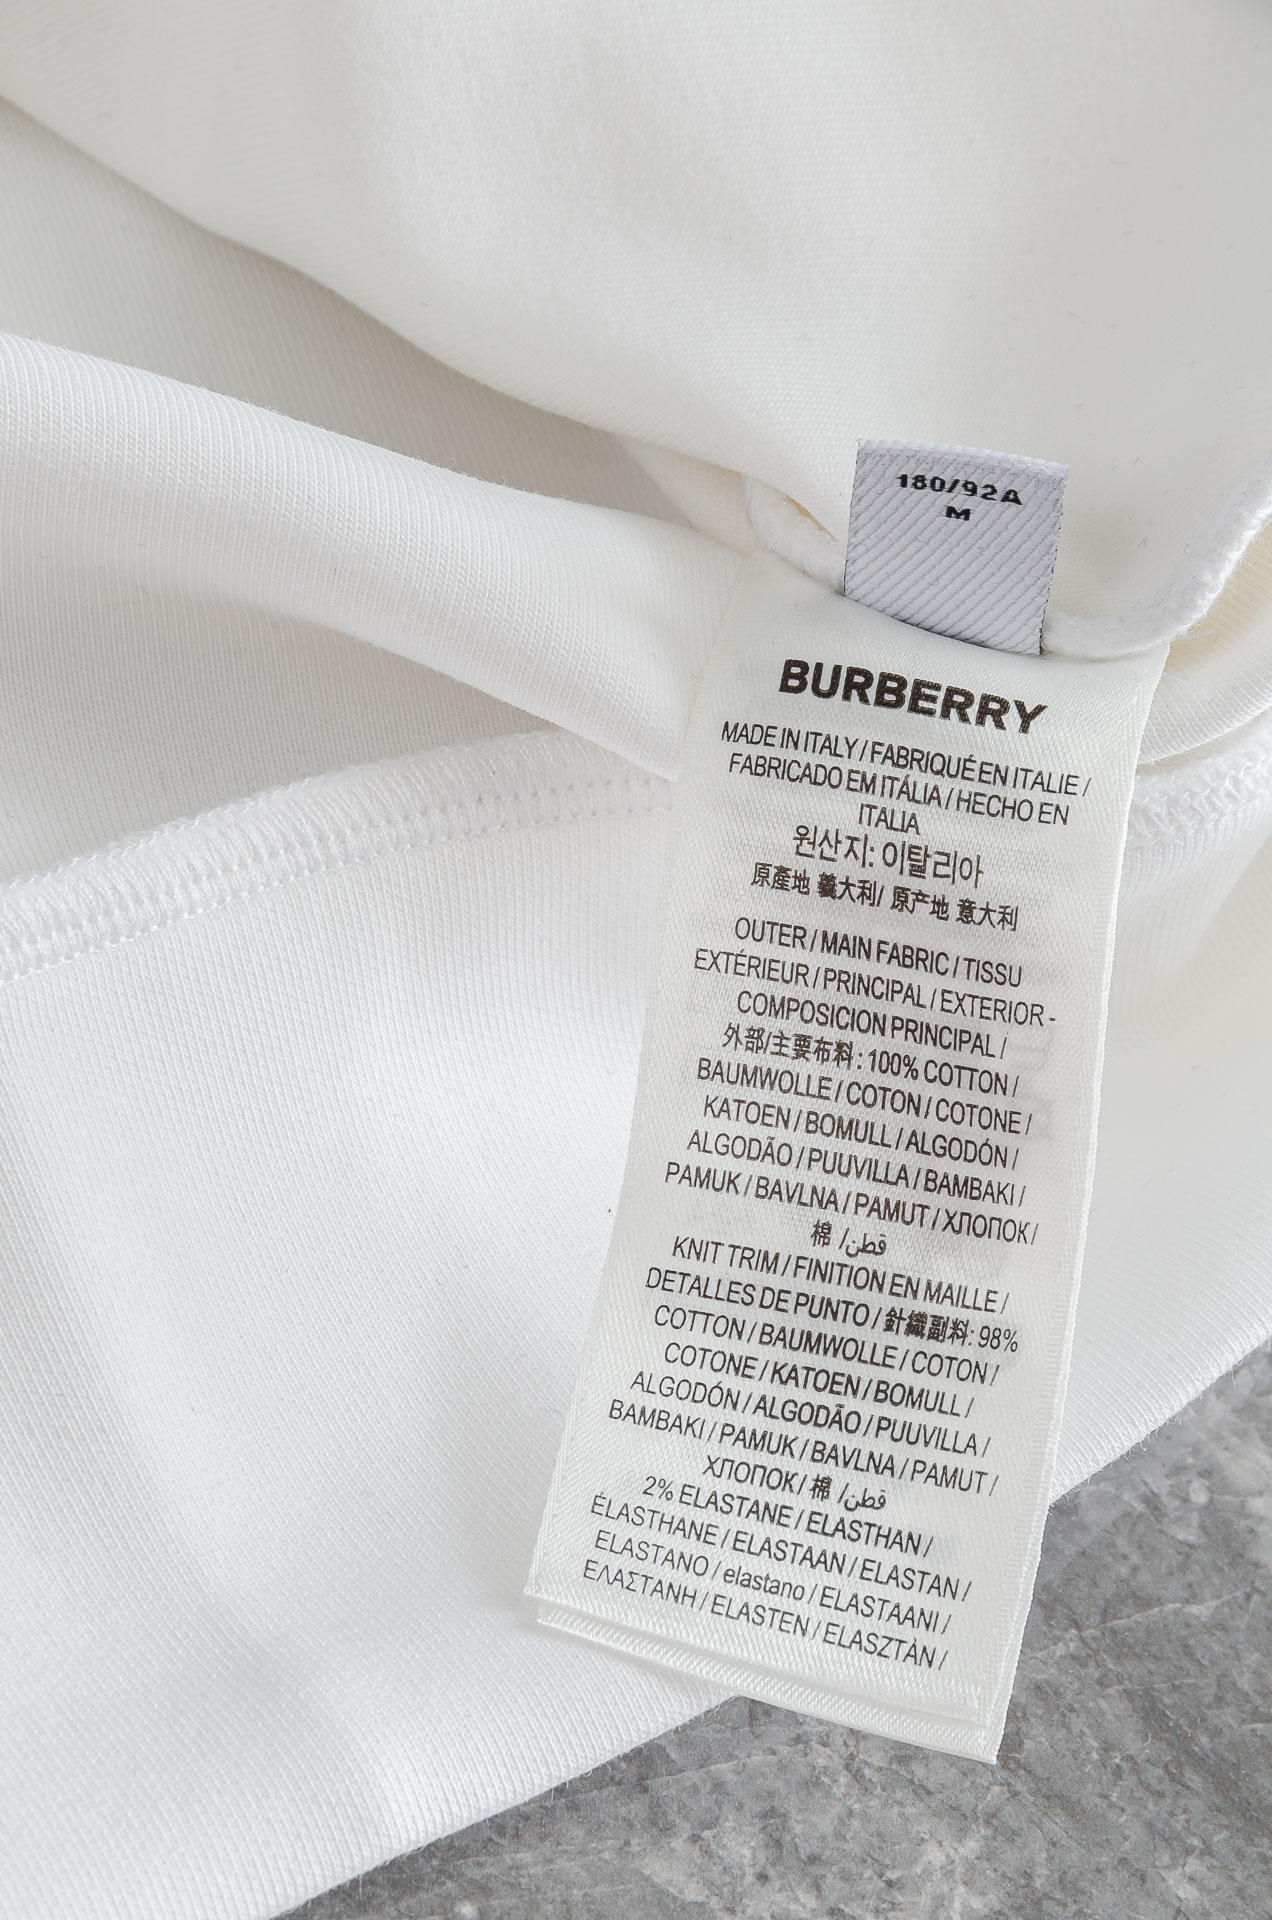 180/92A
M
BURBERRY
MADE IN ITALY / FABRIQUÉ EN ITALIE /
FABRICADO EM ITÁLIA / HECHO EN
ITALIA
원산지: 이탈리아
原產地 義大利/ 原产地 意大利
OUTER / MAIN FABRIC / TISSU
EXTÉRIEUR / PRINCIPAL / EXTERIOR -
COMPOSICION PRINCIPAL /
外部/主要布料 : 100% COTTON /
BAUMWOLLE / COTON / COTONE /
KATOEN / BOMULL / ALGODÓN /
ALGODÃO / PUUVILLA / BAMBAKI /
PAMUK / BAVLNA / PAMUT / ХЛОПОК /
棉 /قطن/
KNIT TRIM / FINITION EN MAILLE /
DETALLES DE PUNTO / 針織副料: 98%
COTTON / BAUMWOLLE / COTON /
COTONE / KATOEN / BOMULL /
ALGODÓN / ALGODÃO / PUUVILLA /
BAMBAKI / PAMUK / BAVLNA / PAMUT /
ХЛОПОК / 棉 /قطن/
2% ELASTANE / ELASTHAN /
ÉLASTHANE / ELASTAAN / ELASTAN /
ELASTANO / elastano / ELASTAANI /
ΕΛΑΣΤΑΝΗ / ELASTEN / ELASZTÀN /